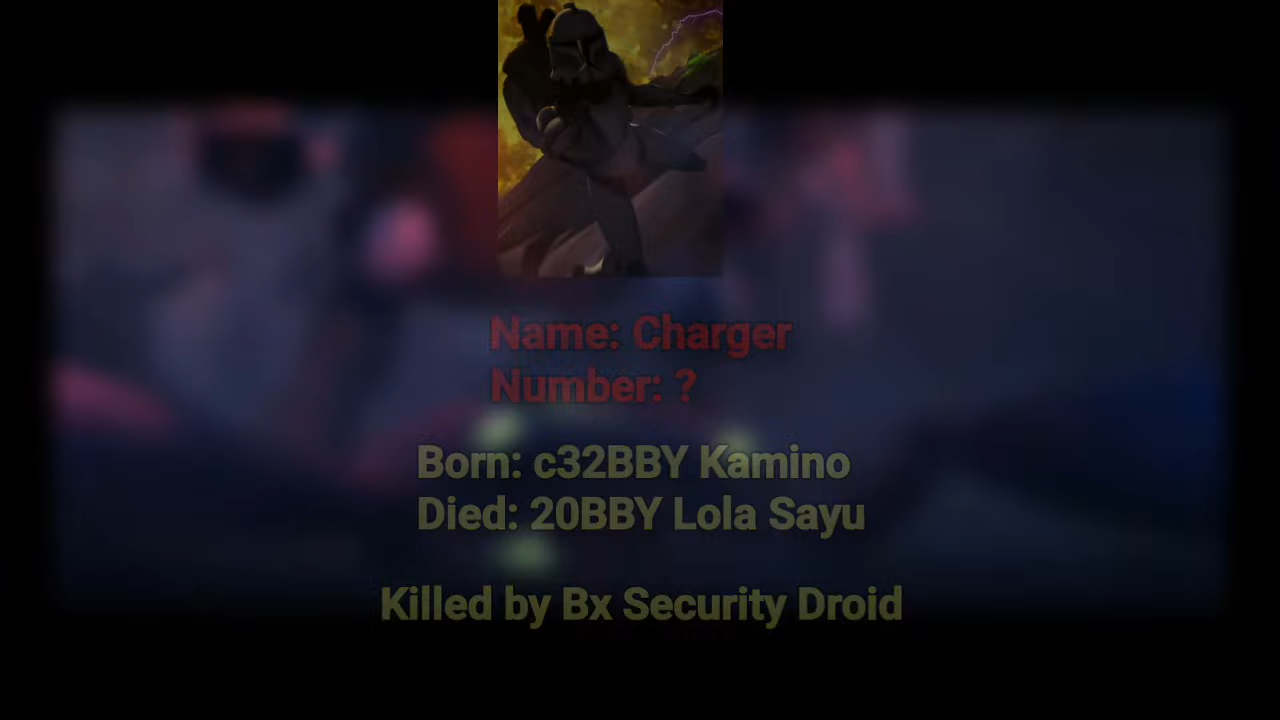 Name: Charger
Number: ?
Born: c32BBY Kamino
Died: 20BBY Lola Sayu
Killed by Bx Security Droid